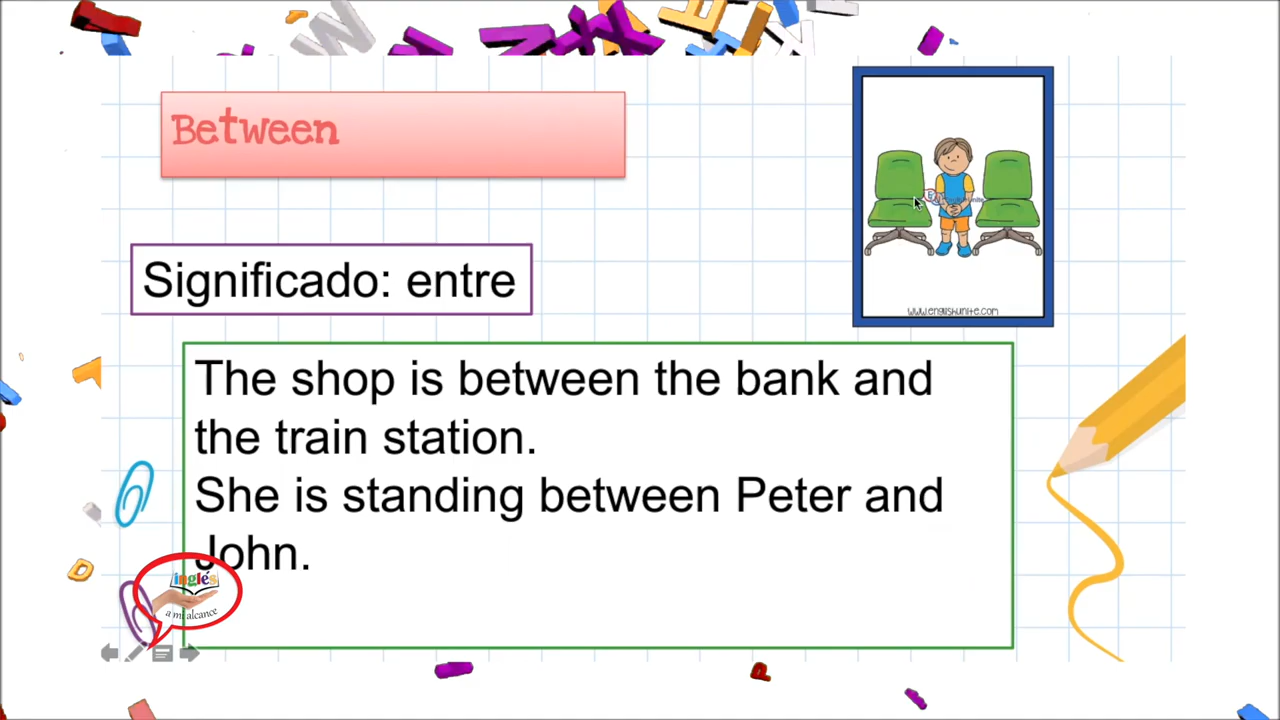 Between
www.englishunite.com
Significado: entre
The shop is between the bank and
the train station.
She is standing between Peter and
John.
inglés
a mi alcance